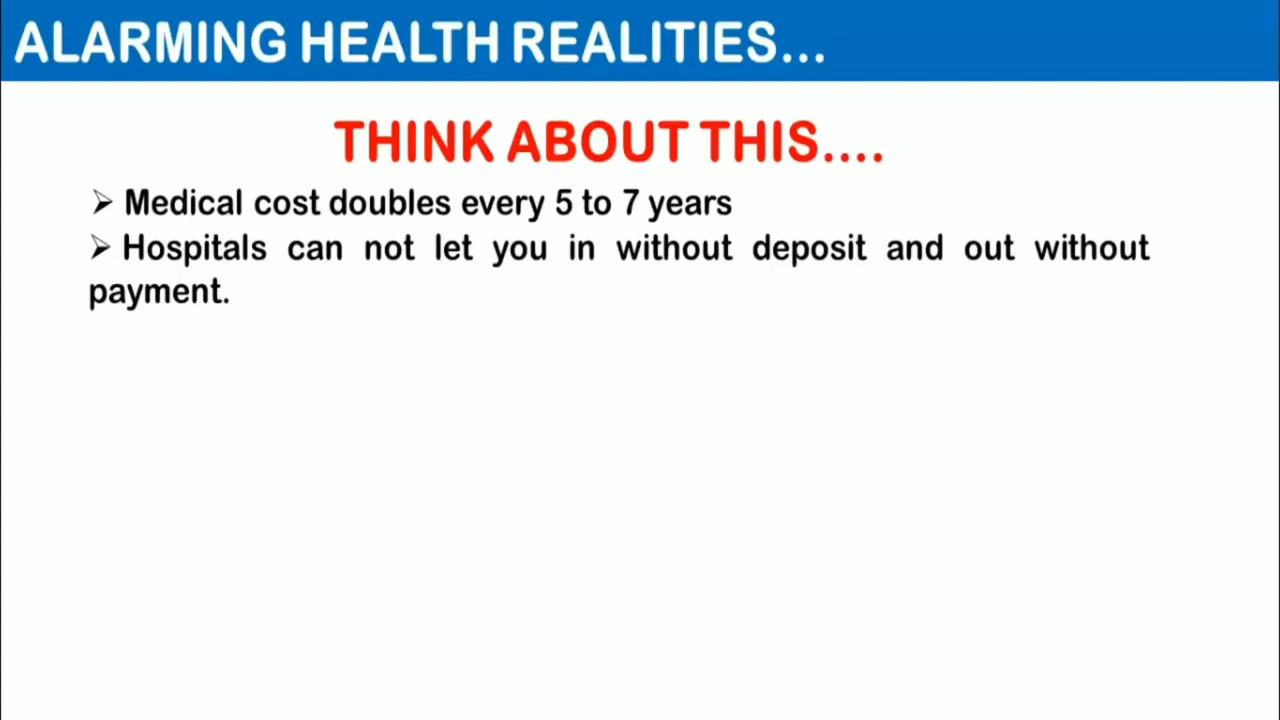 ALARMING HEALTH REALITIES...
THINK ABOUT THIS....
➢ Medical cost doubles every 5 to 7 years
➢ Hospitals can not let you in without deposit and out without
payment.